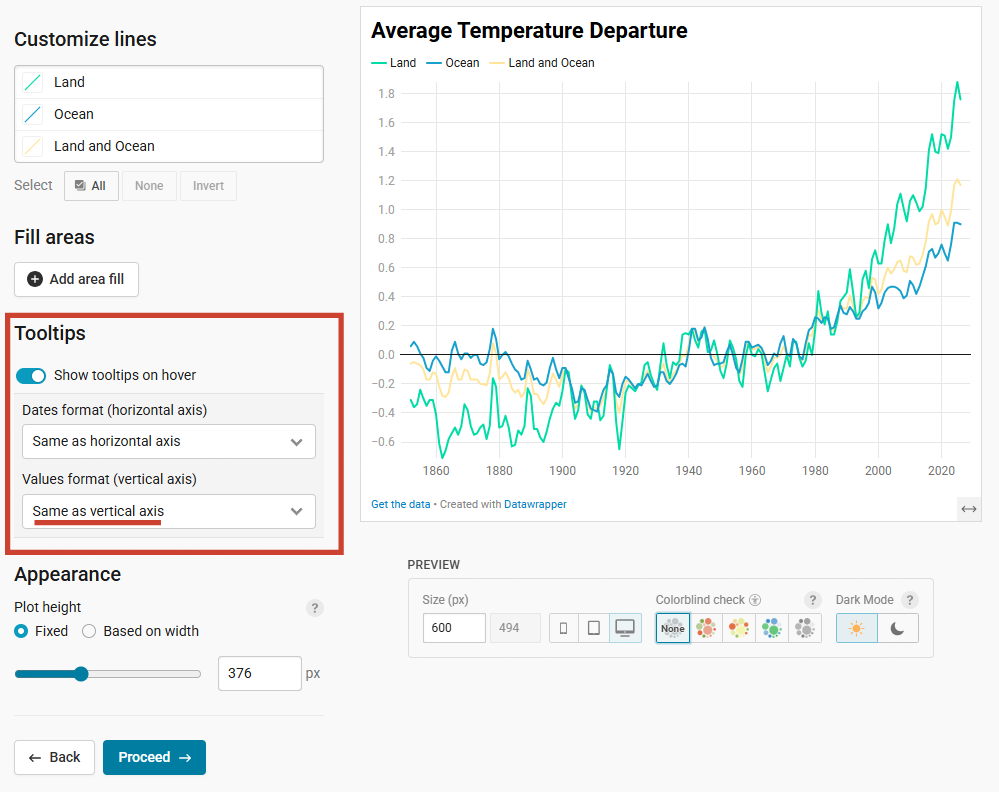 Customize lines
Land
Ocean
Land and Ocean
Select All None Invert
Fill areas
Add area fill
Tooltips
Show tooltips on hover
Dates format (horizontal axis)
Same as horizontal axis
Values format (vertical axis)
Same as vertical axis
Appearance
Plot height ?
Fixed Based on width
376 px
← Back Proceed →
Average Temperature Departure
Land Ocean Land and Ocean
1.8
1.6
1.4
1.2
1.0
0.8
0.6
0.4
0.2
0.0
−0.2
−0.4
−0.6
1860 1880 1900 1920 1940 1960 1980 2000 2020
Get the data • Created with Datawrapper
PREVIEW
Size (px) Colorblind check ? Dark Mode ?
600 494 None